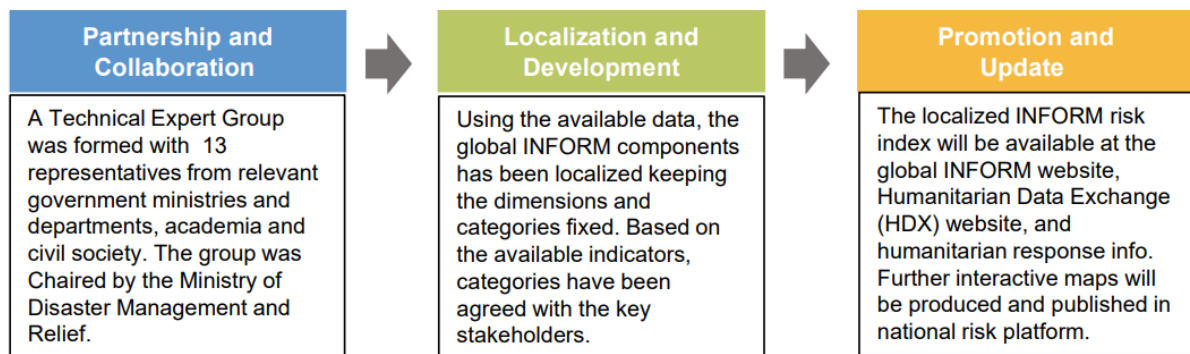 Partnership and
Collaboration
A Technical Expert Group
was formed with 13
representatives from relevant
government ministries and
departments, academia and
civil society. The group was
Chaired by the Ministry of
Disaster Management and
Relief.
Localization and
Development
Using the available data, the
global INFORM components
has been localized keeping
the dimensions and
categories fixed. Based on
the available indicators,
categories have been
agreed with the key
stakeholders.
Promotion and
Update
The localized INFORM risk
index will be available at the
global INFORM website,
Humanitarian Data Exchange
(HDX) website, and
humanitarian response info.
Further interactive maps will
be produced and published in
national risk platform.